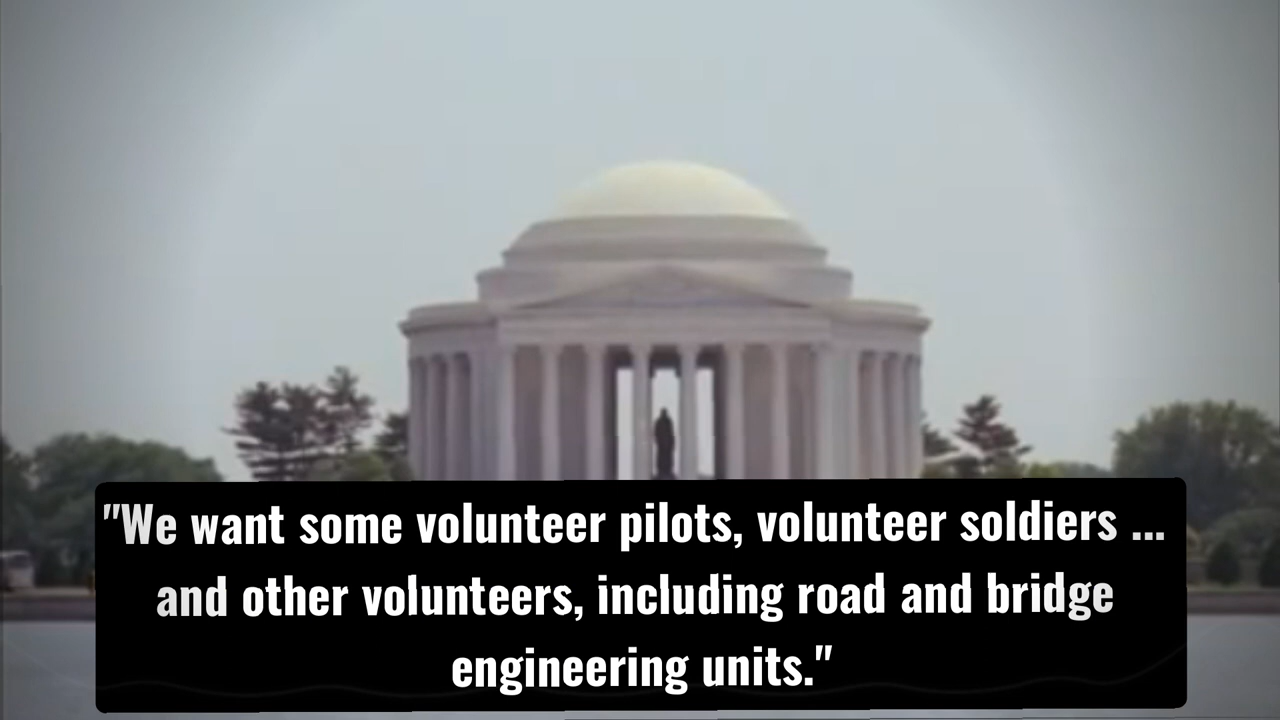 "We want some volunteer pilots, volunteer soldiers ...
and other volunteers, including road and bridge
engineering units."